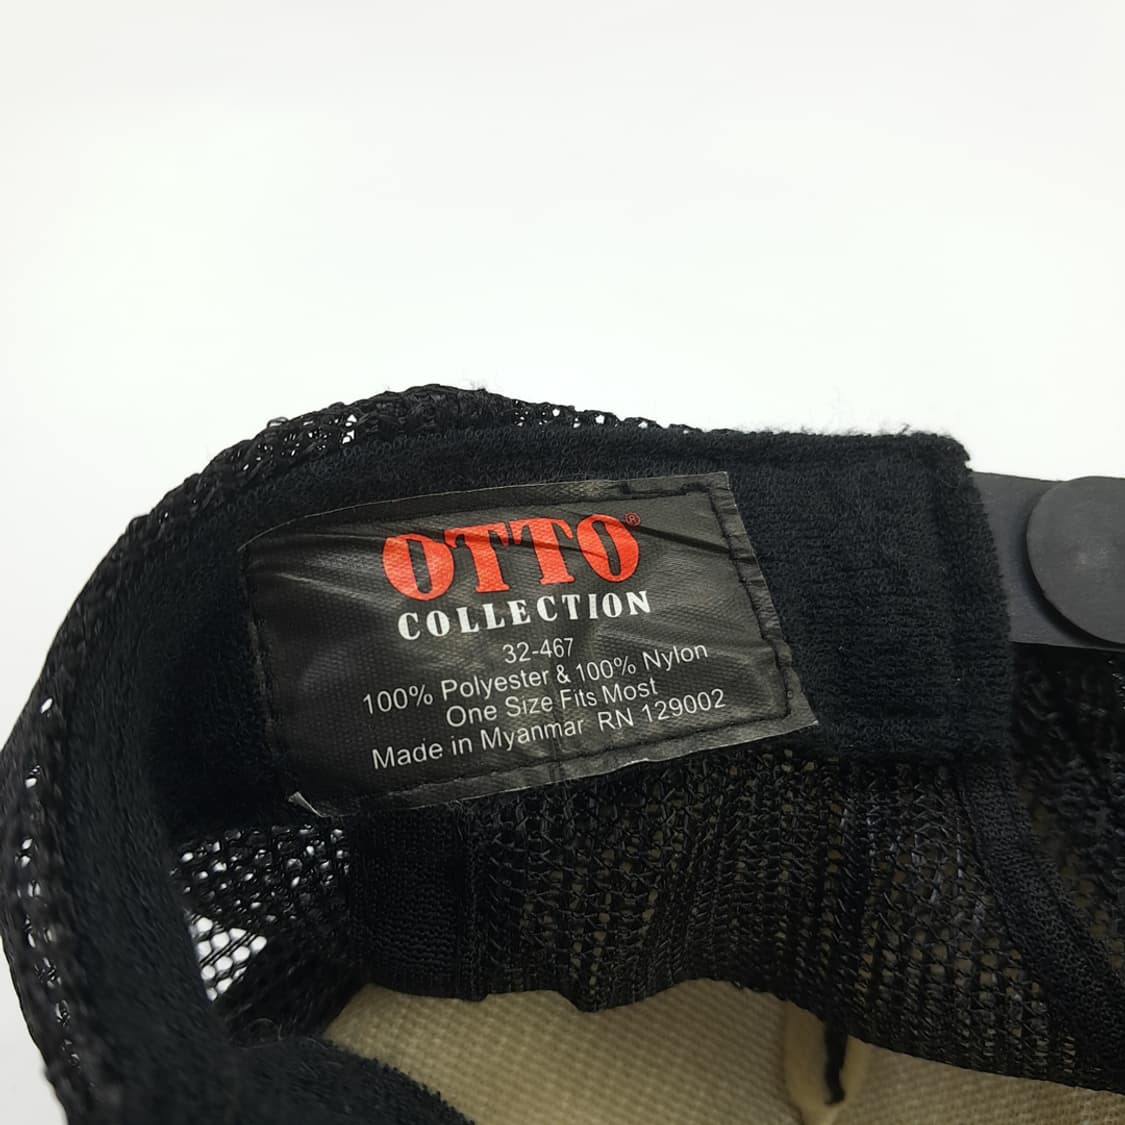 OTTO®
COLLECTION
32-467
100% Polyester & 100% Nylon
One Size Fits Most
Made in Myanmar RN 129002